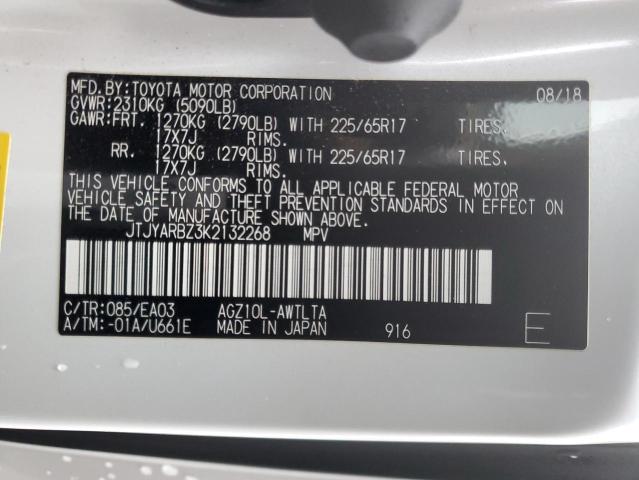 MFD. BY: TOYOTA MOTOR CORPORATION 08/18
GVWR: 2310KG (5090LB)
GAWR: FRT. 1270KG (2790LB) WITH 225/65R17 TIRES.
17X7J RIMS.
RR. 1270KG (2790LB) WITH 225/65R17 TIRES.
17X7J RIMS.
THIS VEHICLE CONFORMS TO ALL APPLICABLE FEDERAL MOTOR
VEHICLE SAFETY AND THEFT PREVENTION STANDARDS IN EFFECT ON
THE DATE OF MANUFACTURE SHOWN ABOVE.
JTJYARBZ3K2132268 MPV
C/TR: 085/EA03 AGZ10L-AWTLTA
A/TM: -01A/U661E MADE IN JAPAN 916 E